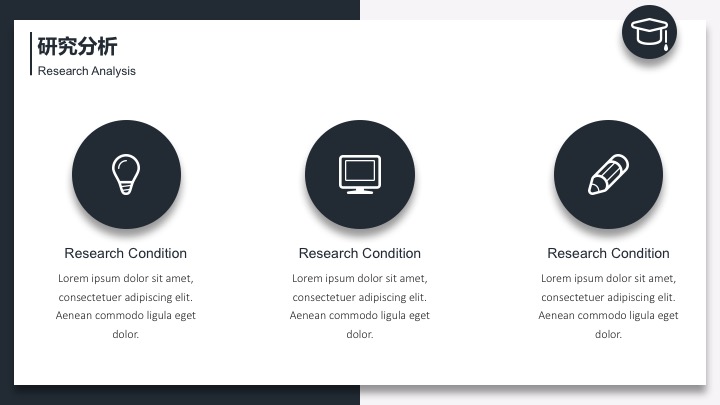 研究分析
Research Analysis
Research Condition
Lorem ipsum dolor sit amet,
consectetuer adipiscing elit.
Aenean commodo ligula eget
dolor.
Research Condition
Lorem ipsum dolor sit amet,
consectetuer adipiscing elit.
Aenean commodo ligula eget
dolor.
Research Condition
Lorem ipsum dolor sit amet,
consectetuer adipiscing elit.
Aenean commodo ligula eget
dolor.